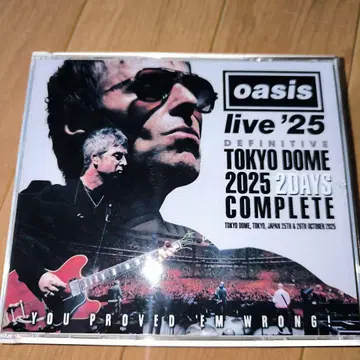 oasis
live '25
DEFINITIVE
TOKYO DOME
2025 2DAYS
COMPLETE
TOKYO DOME, TOKYO, JAPAN 25TH & 26TH OCTOBER 2025
YOU PROVED 'EM WRONG!